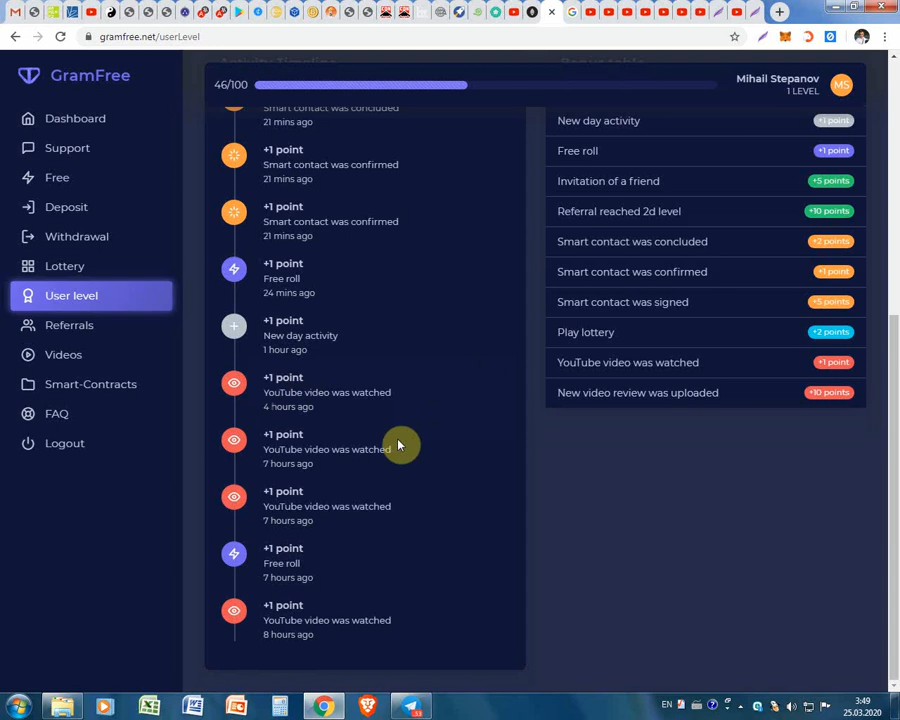 gramfree.net/userLevel
GramFree
Dashboard
Support
Free
Deposit
Withdrawal
Lottery
User level
Referrals
Videos
Smart-Contracts
FAQ
Logout
Activity Timeline
46/100
Smart contact was concluded
21 mins ago
+1 point
Smart contact was confirmed
21 mins ago
+1 point
Smart contact was confirmed
21 mins ago
+1 point
Free roll
24 mins ago
+1 point
New day activity
1 hour ago
+1 point
YouTube video was watched
4 hours ago
+1 point
YouTube video was watched
7 hours ago
+1 point
YouTube video was watched
7 hours ago
+1 point
Free roll
7 hours ago
+1 point
YouTube video was watched
8 hours ago
Mihail Stepanov
1 LEVEL
MS
New day activity +1 point
Free roll +1 point
Invitation of a friend +5 points
Referral reached 2d level +10 points
Smart contact was concluded +2 points
Smart contact was confirmed +1 point
Smart contact was signed +5 points
Play lottery +2 points
YouTube video was watched +1 point
New video review was uploaded +10 points
EN
3:49
25.03.2020